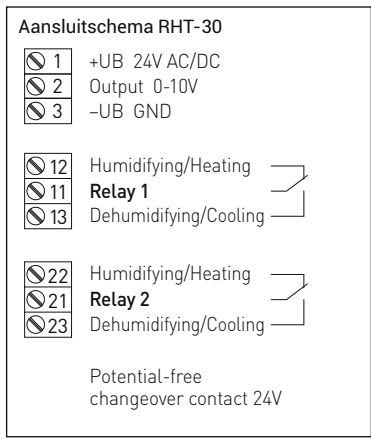 Aansluitschema RHT-30
1 +UB 24V AC/DC
2 Output 0-10V
3 –UB GND
12 Humidifying/Heating
11 Relay 1
13 Dehumidifying/Cooling
22 Humidifying/Heating
21 Relay 2
23 Dehumidifying/Cooling
Potential-free
changeover contact 24V